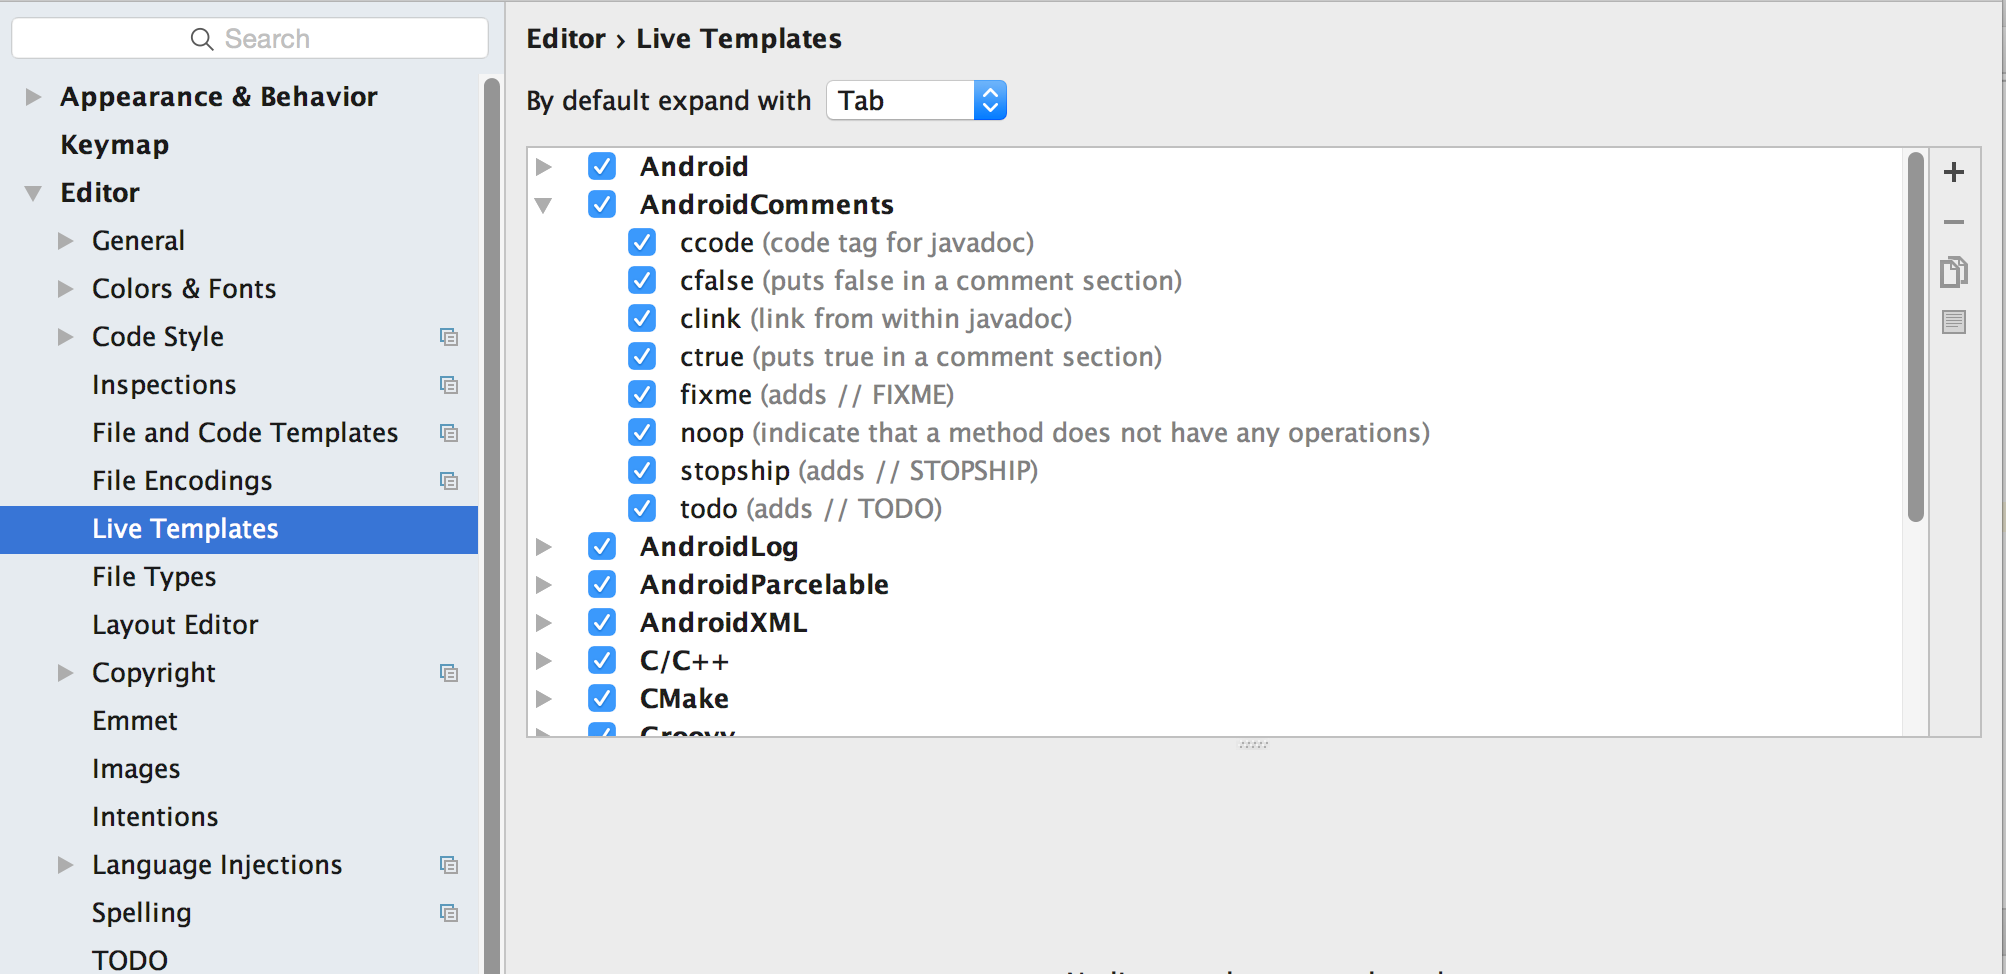 Search
Appearance & Behavior
Keymap
Editor
General
Colors & Fonts
Code Style
Inspections
File and Code Templates
File Encodings
Live Templates
File Types
Layout Editor
Copyright
Emmet
Images
Intentions
Language Injections
Spelling
TODO
Editor › Live Templates
By default expand with Tab
Android
AndroidComments
ccode (code tag for javadoc)
cfalse (puts false in a comment section)
clink (link from within javadoc)
ctrue (puts true in a comment section)
fixme (adds // FIXME)
noop (indicate that a method does not have any operations)
stopship (adds // STOPSHIP)
todo (adds // TODO)
AndroidLog
AndroidParcelable
AndroidXML
C/C++
CMake
Groovy